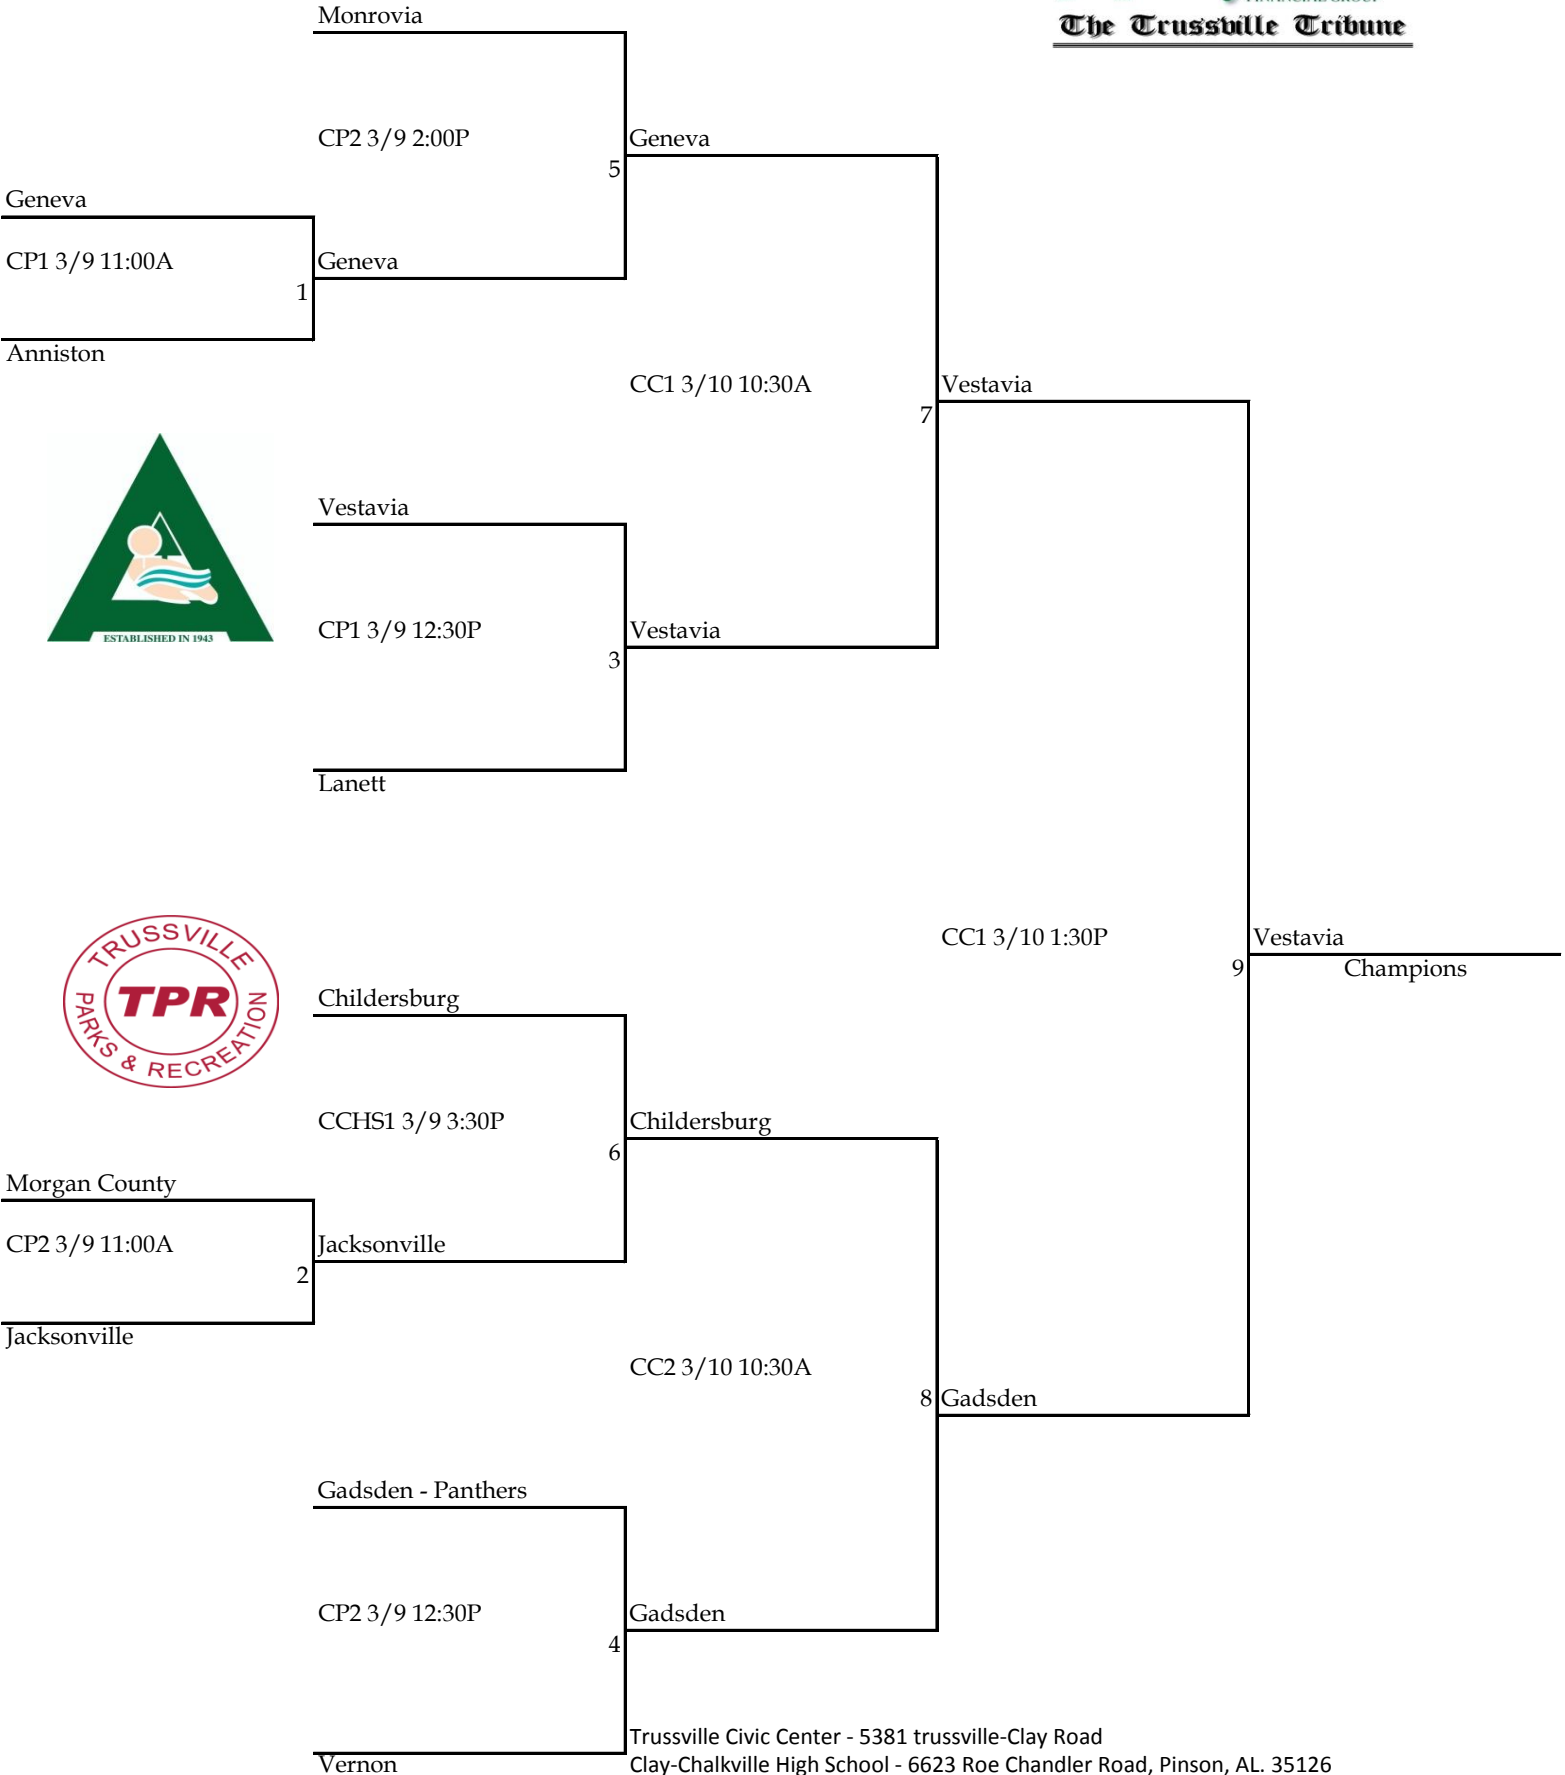 FINANCIAL GROUP
The Trussville Tribune
Monrovia
CP2 3/9 2:00P
Geneva
5
Geneva
CP1 3/9 11:00A
Geneva
1
Anniston
CC1 3/10 10:30A
Vestavia
7
Vestavia
CP1 3/9 12:30P
Vestavia
3
ESTABLISHED IN 1943
Lanett
CC1 3/10 1:30P
Vestavia
9
Champions
TRUSSVILLE
TPR
PARKS & RECREATION
Childersburg
CCHS1 3/9 3:30P
Childersburg
6
Morgan County
CP2 3/9 11:00A
Jacksonville
2
Jacksonville
CC2 3/10 10:30A
8 Gadsden
Gadsden - Panthers
CP2 3/9 12:30P
Gadsden
4
Trussville Civic Center - 5381 trussville-Clay Road
Vernon
Clay-Chalkville High School - 6623 Roe Chandler Road, Pinson, AL. 35126